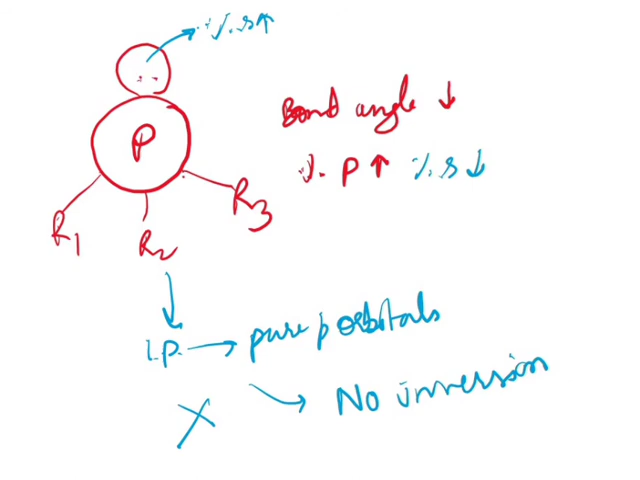 %. s↑
P
Bond angle ↓
%. P ↑ %. s ↓
R1 R2 R3
l.p. → pure p orbitals
→ No inversion